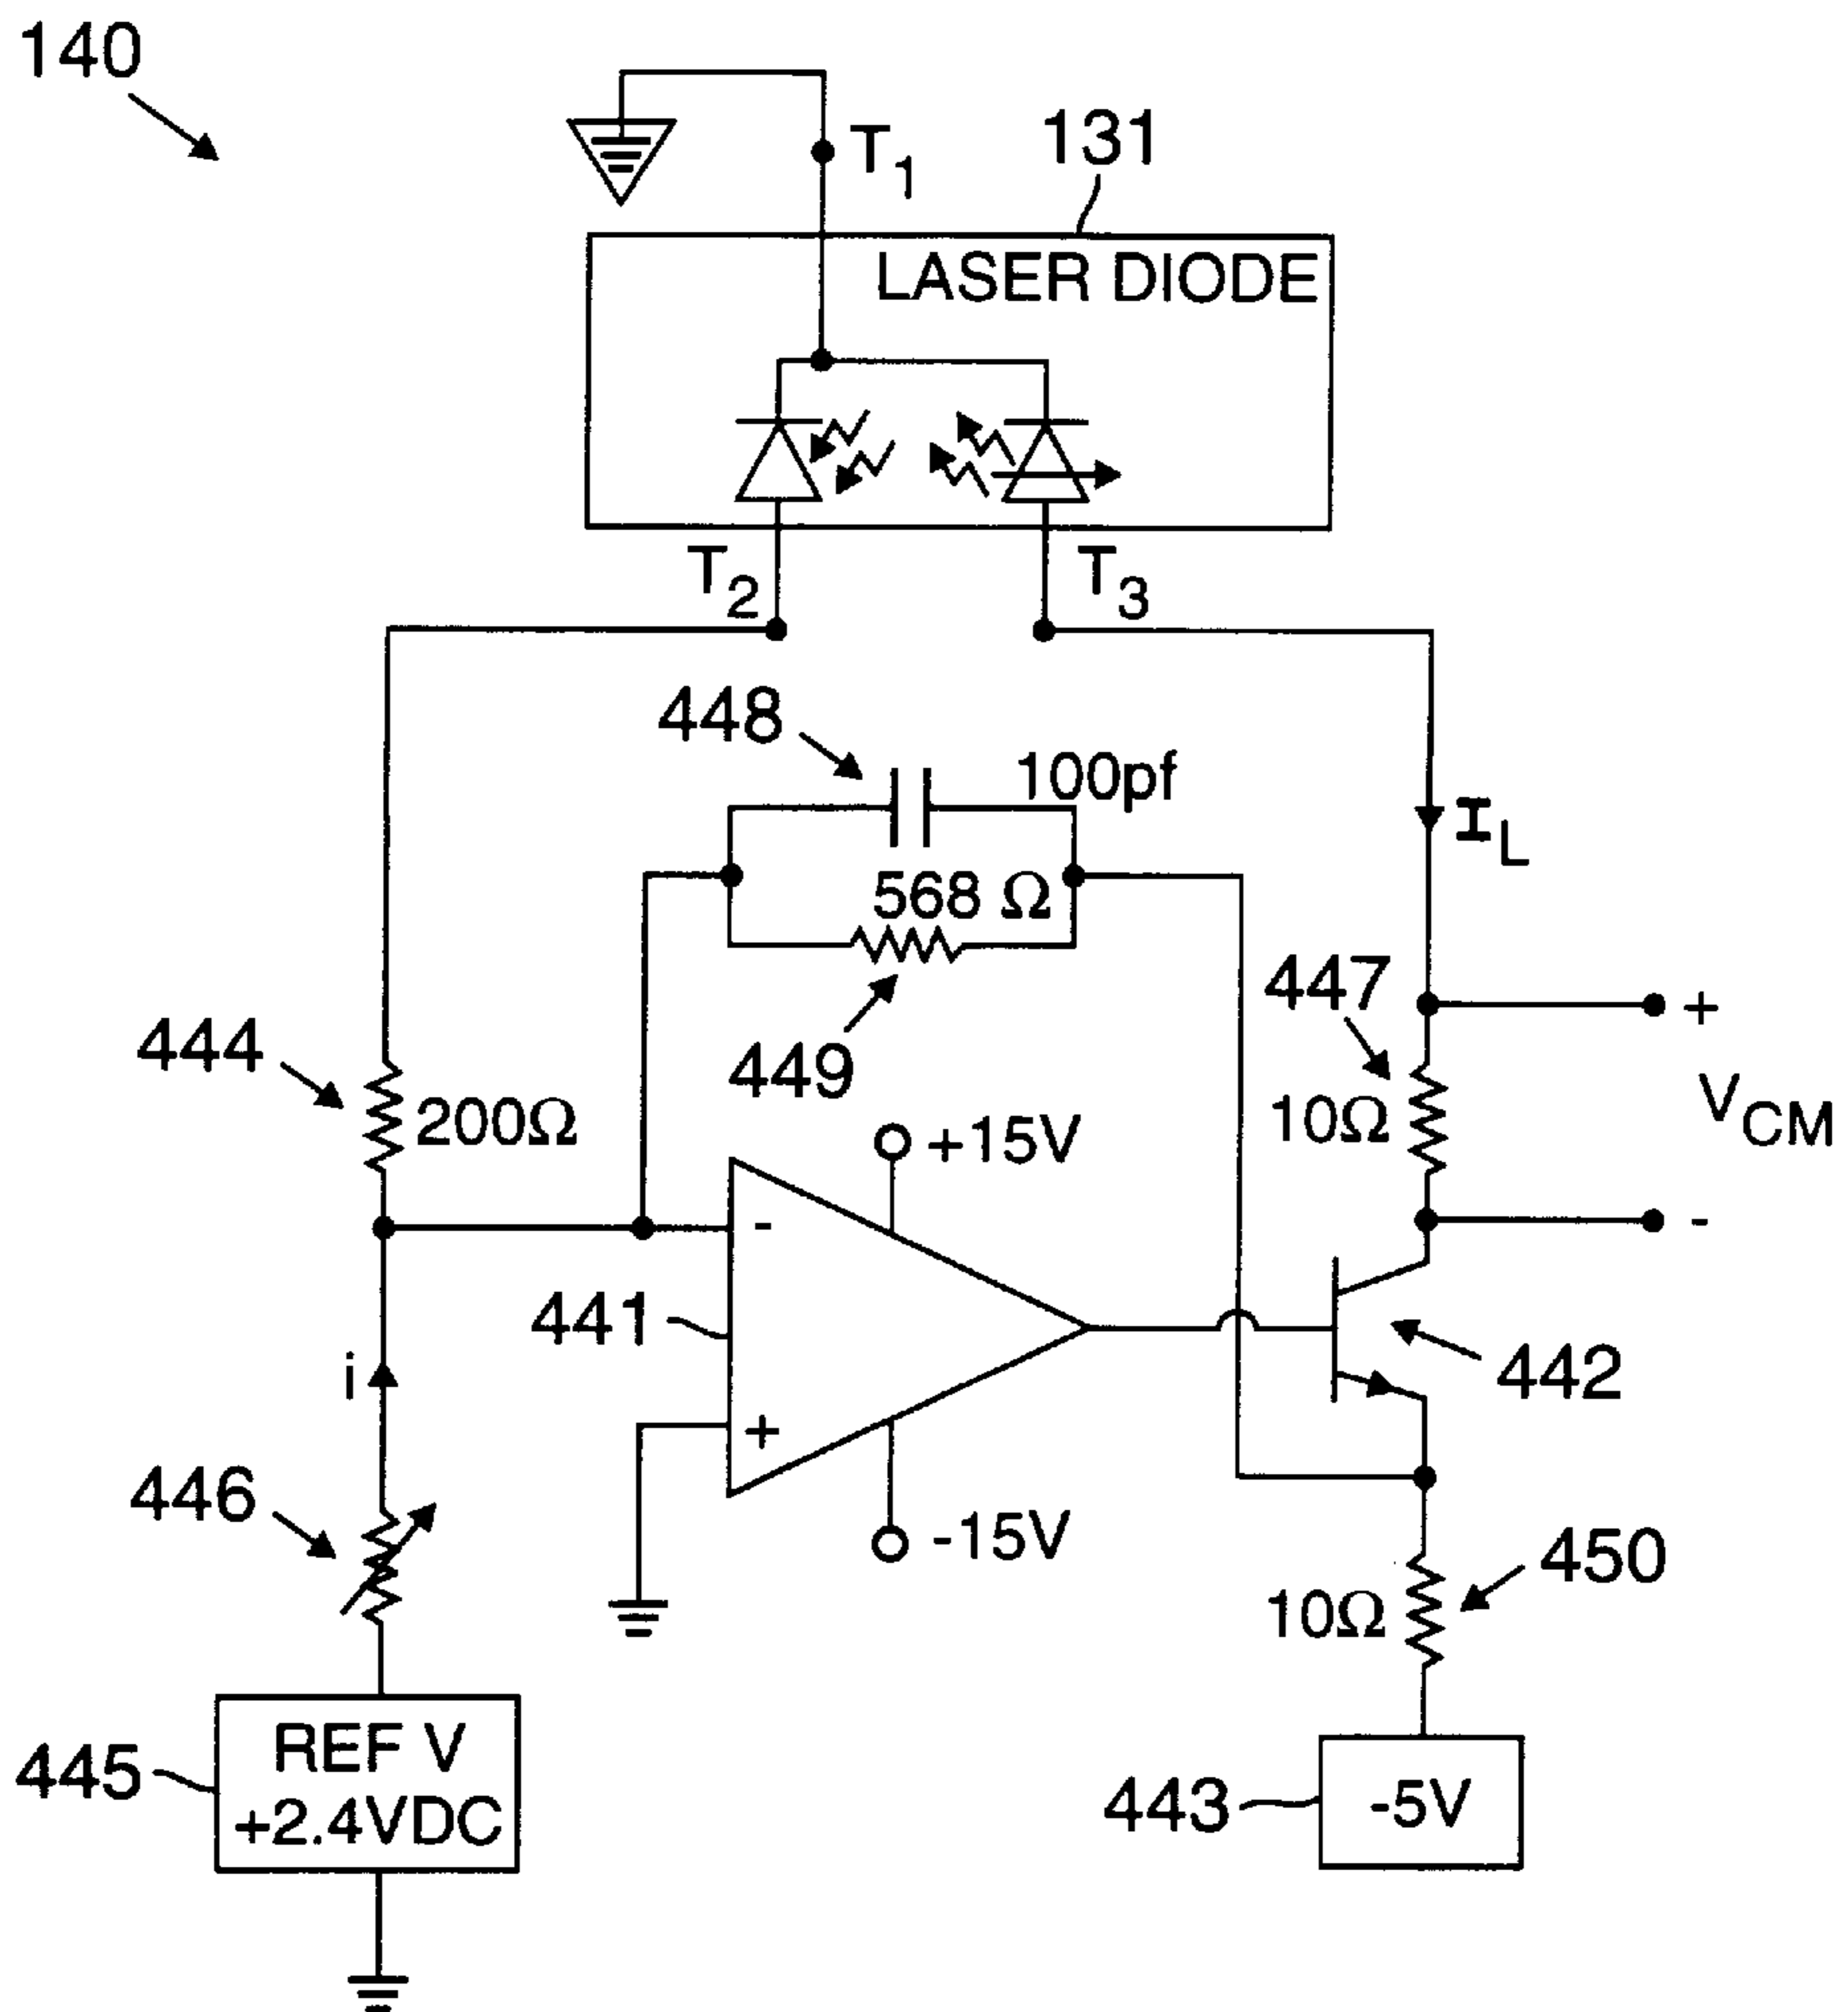 140
T1
131
LASER DIODE
T2
T3
448
100pf
IL
568 Ω
447
+
444
449
200Ω
10Ω
VCM
+15V
-
-
441
442
i
+
446
-15V
450
10Ω
REF V
+2.4VDC
445
443
-5V